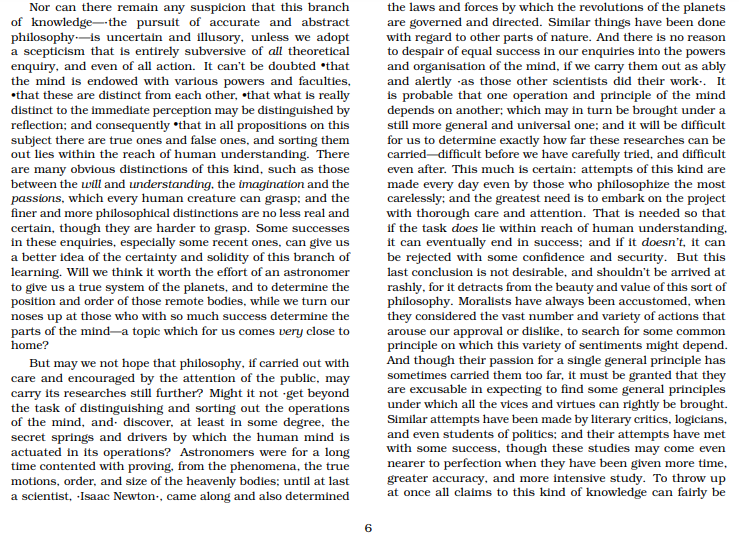 Nor can there remain any suspicion that this branch
of knowledge—·the pursuit of accurate and abstract
philosophy·—is uncertain and illusory, unless we adopt
a scepticism that is entirely subversive of all theoretical
enquiry, and even of all action. It can't be doubted •that
the mind is endowed with various powers and faculties,
•that these are distinct from each other, •that what is really
distinct to the immediate perception may be distinguished by
reflection; and consequently •that in all propositions on this
subject there are true ones and false ones, and sorting them
out lies within the reach of human understanding. There
are many obvious distinctions of this kind, such as those
between the will and understanding, the imagination and the
passions, which every human creature can grasp; and the
finer and more philosophical distinctions are no less real and
certain, though they are harder to grasp. Some successes
in these enquiries, especially some recent ones, can give us
a better idea of the certainty and solidity of this branch of
learning. Will we think it worth the effort of an astronomer
to give us a true system of the planets, and to determine the
position and order of those remote bodies, while we turn our
noses up at those who with so much success determine the
parts of the mind—a topic which for us comes very close to
home?
But may we not hope that philosophy, if carried out with
care and encouraged by the attention of the public, may
carry its researches still further? Might it not ·get beyond
the task of distinguishing and sorting out the operations
of the mind, and· discover, at least in some degree, the
secret springs and drivers by which the human mind is
actuated in its operations? Astronomers were for a long
time contented with proving, from the phenomena, the true
motions, order, and size of the heavenly bodies; until at last
a scientist, ·Isaac Newton·, came along and also determined
the laws and forces by which the revolutions of the planets
are governed and directed. Similar things have been done
with regard to other parts of nature. And there is no reason
to despair of equal success in our enquiries into the powers
and organisation of the mind, if we carry them out as ably
and alertly ·as those other scientists did their work·. It
is probable that one operation and principle of the mind
depends on another; which may in turn be brought under a
still more general and universal one; and it will be difficult
for us to determine exactly how far these researches can be
carried—difficult before we have carefully tried, and difficult
even after. This much is certain: attempts of this kind are
made every day even by those who philosophize the most
carelessly; and the greatest need is to embark on the project
with thorough care and attention. That is needed so that
if the task does lie within reach of human understanding,
it can eventually end in success; and if it doesn't, it can
be rejected with some confidence and security. But this
last conclusion is not desirable, and shouldn't be arrived at
rashly, for it detracts from the beauty and value of this sort of
philosophy. Moralists have always been accustomed, when
they considered the vast number and variety of actions that
arouse our approval or dislike, to search for some common
principle on which this variety of sentiments might depend.
And though their passion for a single general principle has
sometimes carried them too far, it must be granted that they
are excusable in expecting to find some general principles
under which all the vices and virtues can rightly be brought.
Similar attempts have been made by literary critics, logicians,
and even students of politics; and their attempts have met
with some success, though these studies may come even
nearer to perfection when they have been given more time,
greater accuracy, and more intensive study. To throw up
at once all claims to this kind of knowledge can fairly be
6